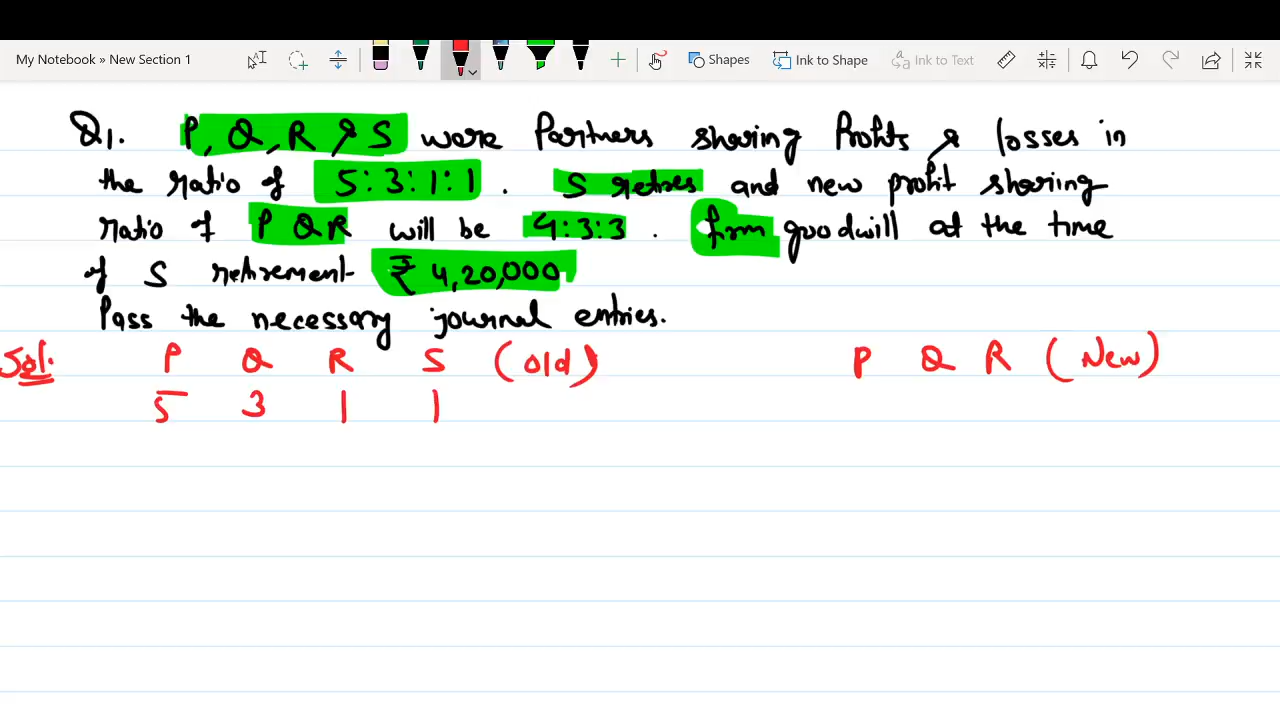 My Notebook » New Section 1
Shapes Ink to Shape Ink to Text
Q1. P, Q, R & S were Partners sharing Profits & losses in
the ratio of 5:3:1:1. S retires and new profit sharing
ratio of P Q R will be 4:3:3. firm goodwill at the time
of S retirement ₹ 4,20,000
Pass the necessary journal entries.
Sol. P Q R S (Old) P Q R (New)
5 3 1 1